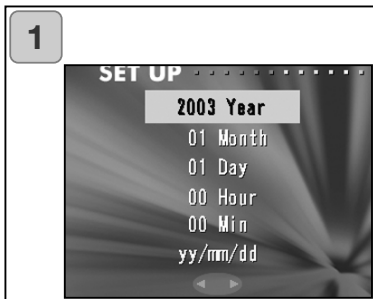 1
SET UP
2003 Year
01 Month
01 Day
00 Hour
00 Min
yy/mm/dd